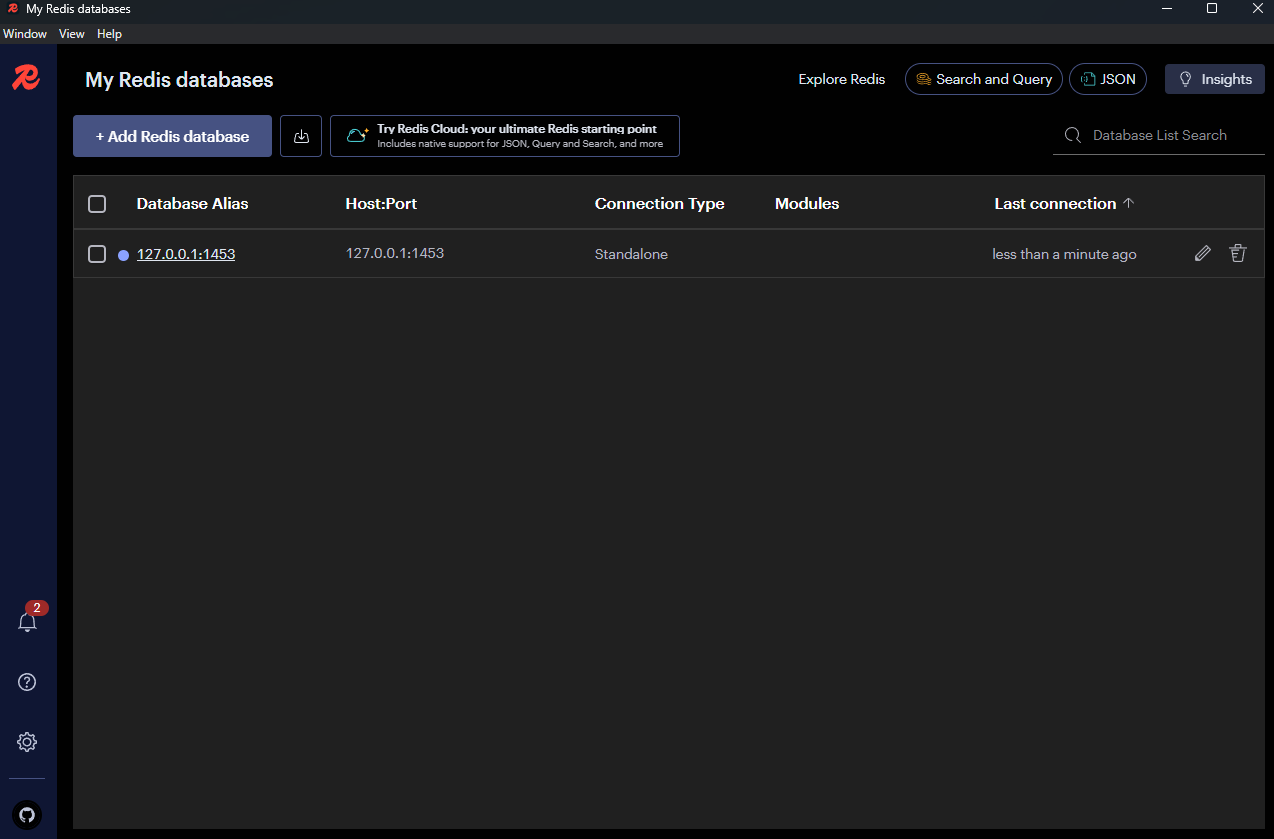 My Redis databases
Window View Help
My Redis databases
Explore Redis
Search and Query
JSON
Insights
+ Add Redis database
Try Redis Cloud: your ultimate Redis starting point
Includes native support for JSON, Query and Search, and more
Database List Search
Database Alias Host:Port Connection Type Modules Last connection
127.0.0.1:1453 127.0.0.1:1453 Standalone less than a minute ago
2